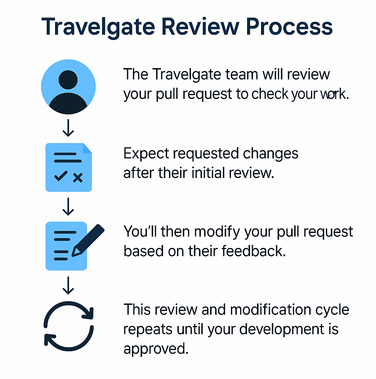 Travelgate Review Process
The Travelgate team will review
your pull request to check your work.
Expect requested changes
after their initial review.
You'll then modify your pull request
based on their feedback.
This review and modification cycle
repeats until your development is
approved.